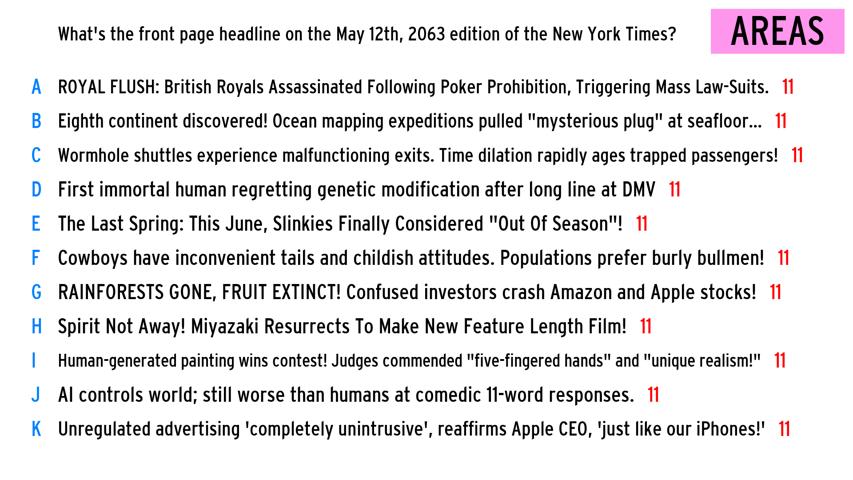 What's the front page headline on the May 12th, 2063 edition of the New York Times?
AREAS
A ROYAL FLUSH: British Royals Assassinated Following Poker Prohibition, Triggering Mass Law-Suits. 11
B Eighth continent discovered! Ocean mapping expeditions pulled "mysterious plug" at seafloor... 11
C Wormhole shuttles experience malfunctioning exits. Time dilation rapidly ages trapped passengers! 11
D First immortal human regretting genetic modification after long line at DMV 11
E The Last Spring: This June, Slinkies Finally Considered "Out Of Season"! 11
F Cowboys have inconvenient tails and childish attitudes. Populations prefer burly bullmen! 11
G RAINFORESTS GONE, FRUIT EXTINCT! Confused investors crash Amazon and Apple stocks! 11
H Spirit Not Away! Miyazaki Resurrects To Make New Feature Length Film! 11
I Human-generated painting wins contest! Judges commended "five-fingered hands" and "unique realism!" 11
J AI controls world; still worse than humans at comedic 11-word responses. 11
K Unregulated advertising 'completely unintrusive', reaffirms Apple CEO, 'just like our iPhones!' 11